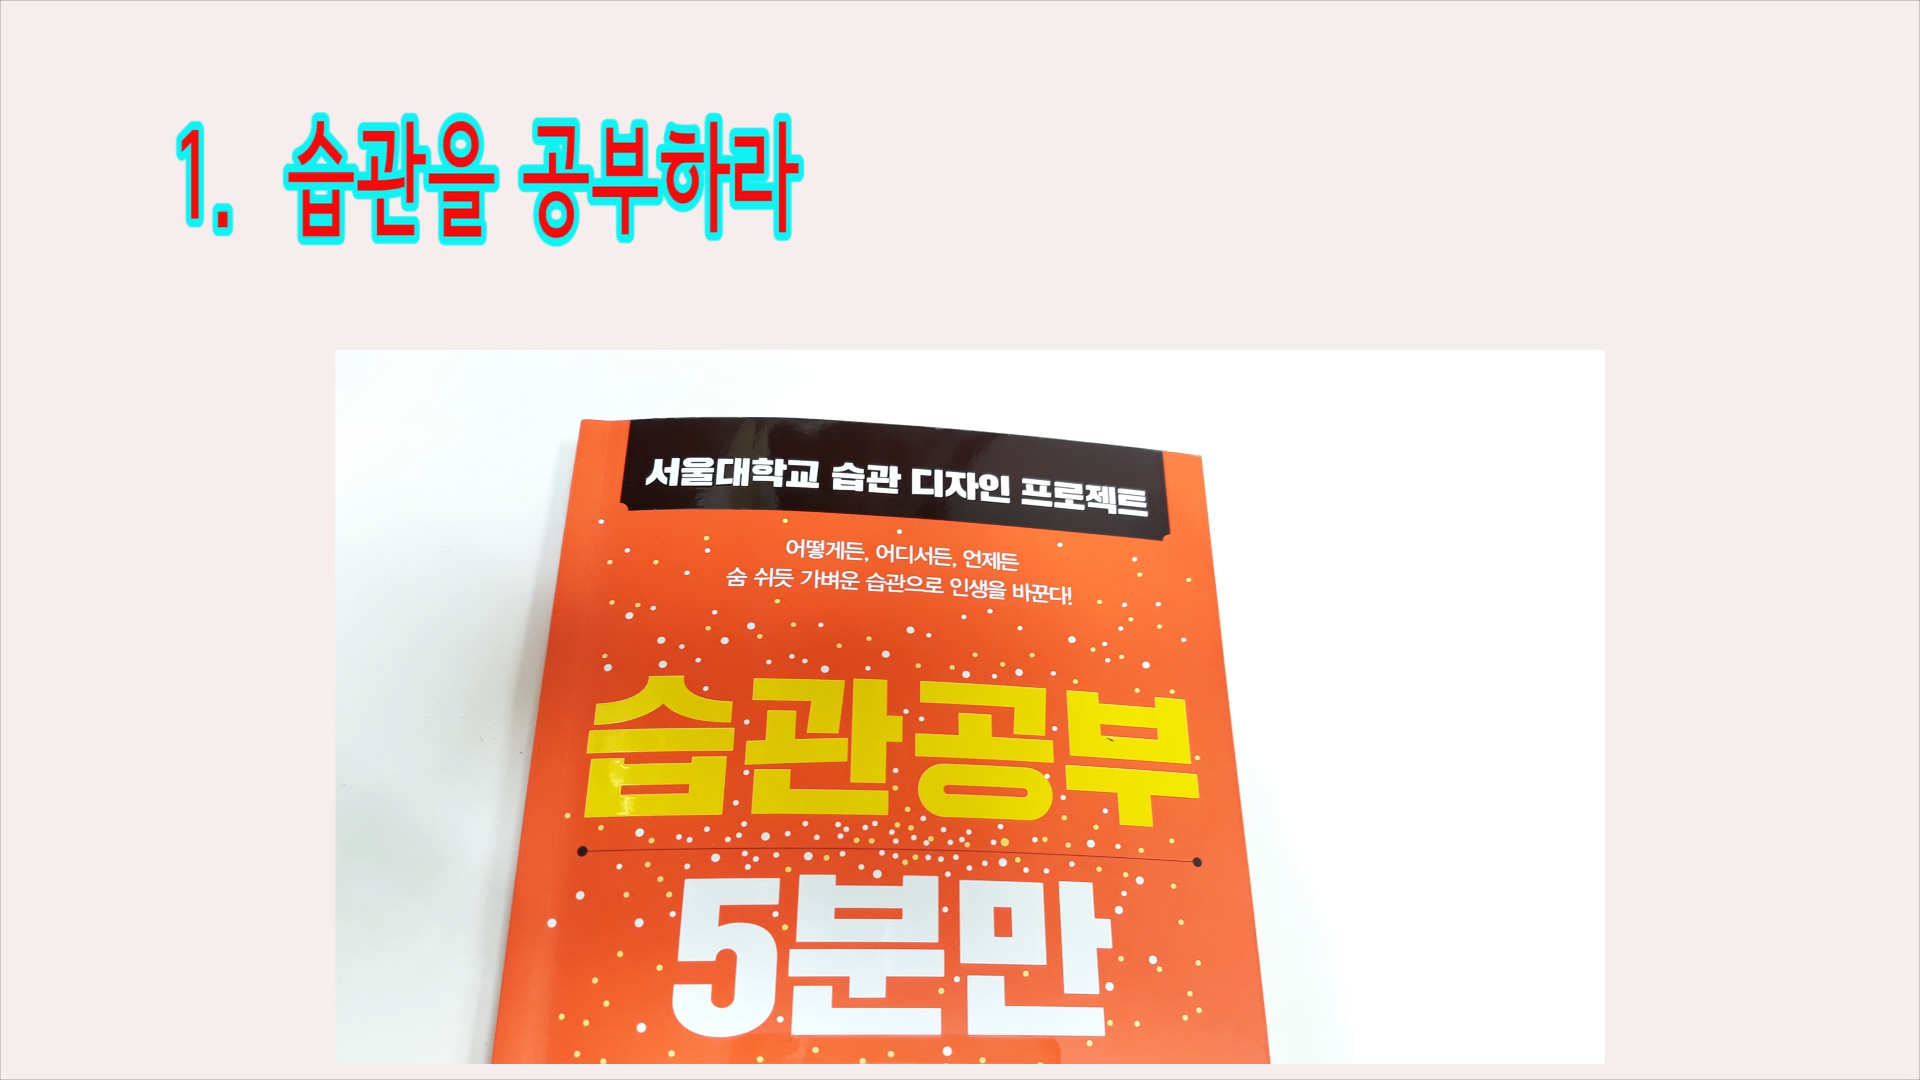 1. 습관을 공부하라
서울대학교 습관 디자인 프로젝트
어떻게든, 어디서든, 언제든
숨 쉬듯 가벼운 습관으로 인생을 바꾼다!
습관공부
5분만